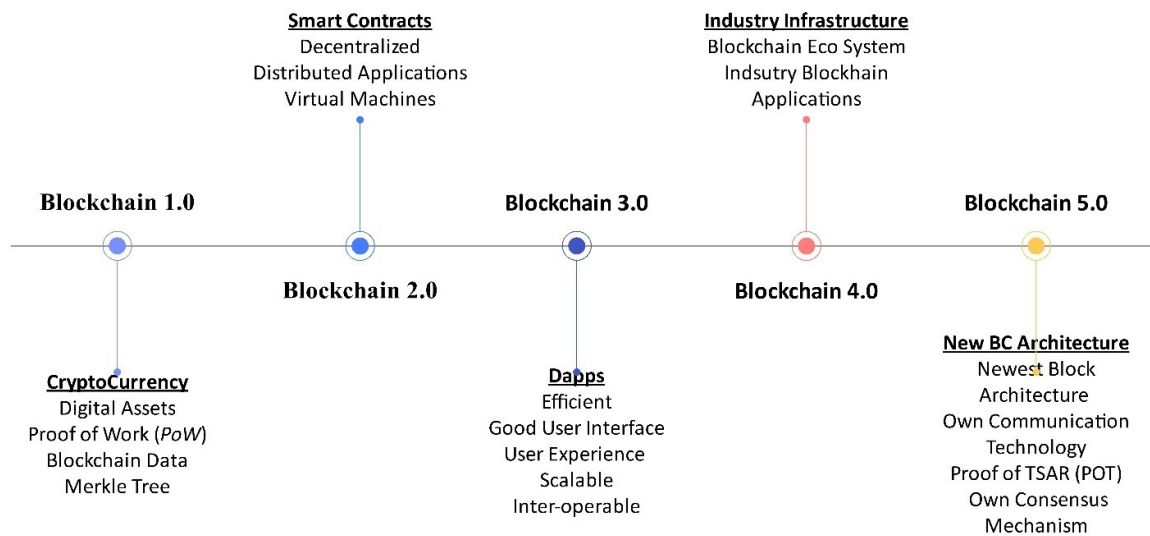 Smart Contracts
Decentralized
Distributed Applications
Virtual Machines
Industry Infrastructure
Blockchain Eco System
Indsutry Blockhain
Applications
Blockchain 1.0
Blockchain 3.0
Blockchain 5.0
Blockchain 2.0
Blockchain 4.0
CryptoCurrency
Digital Assets
Proof of Work (PoW)
Blockchain Data
Merkle Tree
Dapps
Efficient
Good User Interface
User Experience
Scalable
Inter-operable
New BC Architecture
Newest Block
Architecture
Own Communication
Technology
Proof of TSAR (POT)
Own Consensus
Mechanism